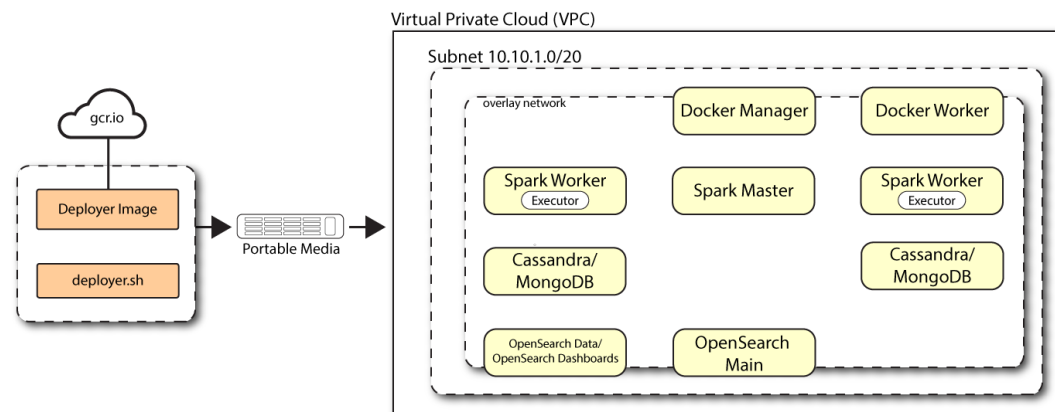 Virtual Private Cloud (VPC)
Subnet 10.10.1.0/20
overlay network
gcr.io
Deployer Image
deployer.sh
Portable Media
Docker Manager
Docker Worker
Spark Worker
Executor
Spark Master
Spark Worker
Executor
Cassandra/
MongoDB
Cassandra/
MongoDB
OpenSearch Data/
OpenSearch Dashboards
OpenSearch
Main